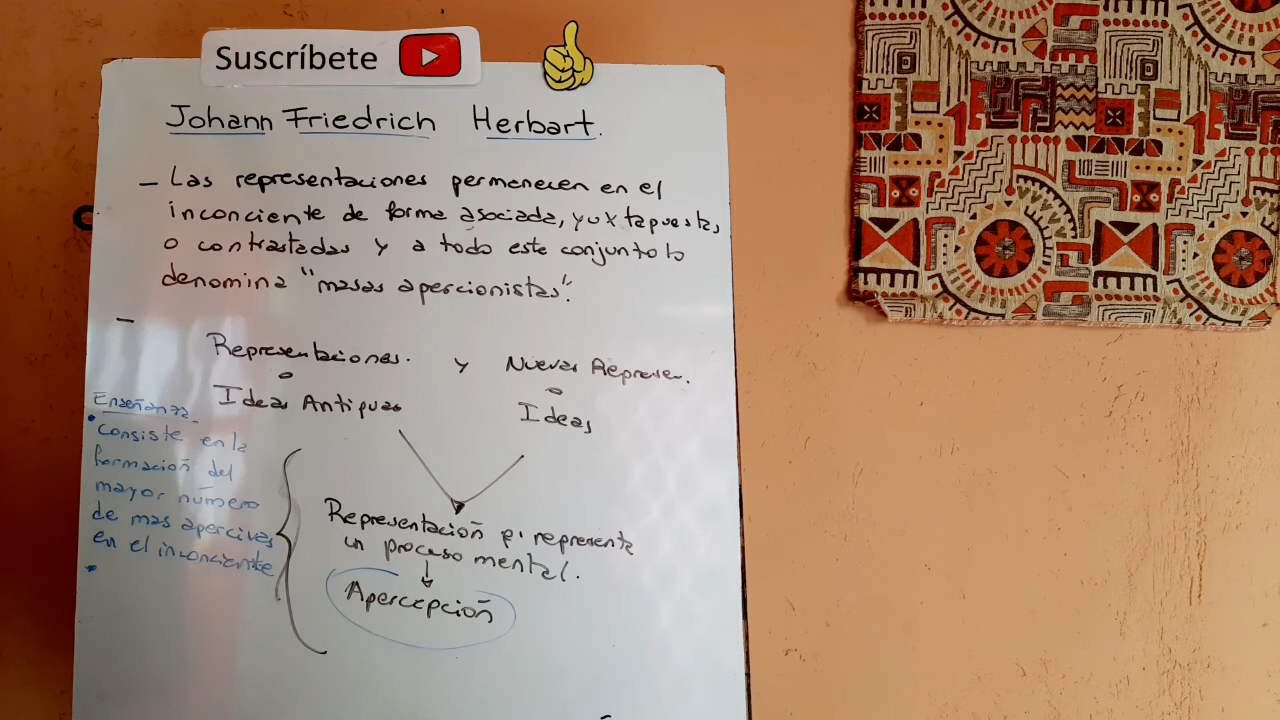 Suscríbete
Johann Friedrich Herbart.
- Las representaciones permenecen en el
inconciente de forma asociada, yuxtapuestas,
o contrastadas y a todo este conjunto lo
denomina "masas apercionistas".
-
Representaciones. y Nuevas Represen.
o o
Ideas Antiguas Ideas
Enseñanza
• consiste en la
formación del
mayor número
de mas apercivas
en el inconciente
•
Representación q. representa
un proceso mental.
Apercepción